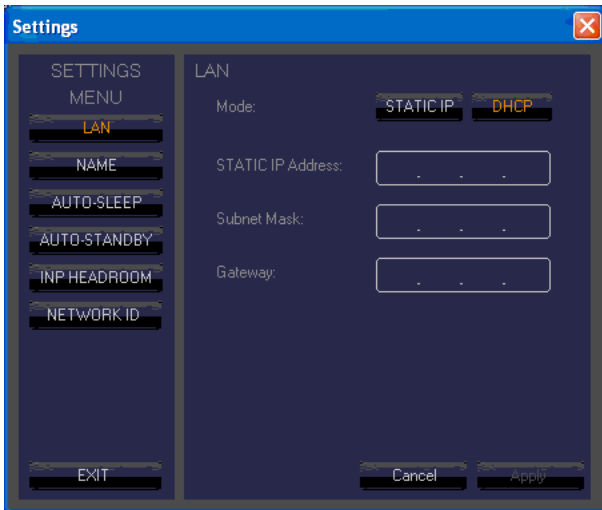 Settings
SETTINGS
MENU
LAN
NAME
AUTO-SLEEP
AUTO-STANDBY
INP HEADROOM
NETWORK ID
EXIT
LAN
Mode: STATIC IP DHCP
STATIC IP Address: . . .
Subnet Mask: . . .
Gateway: . . .
Cancel Apply